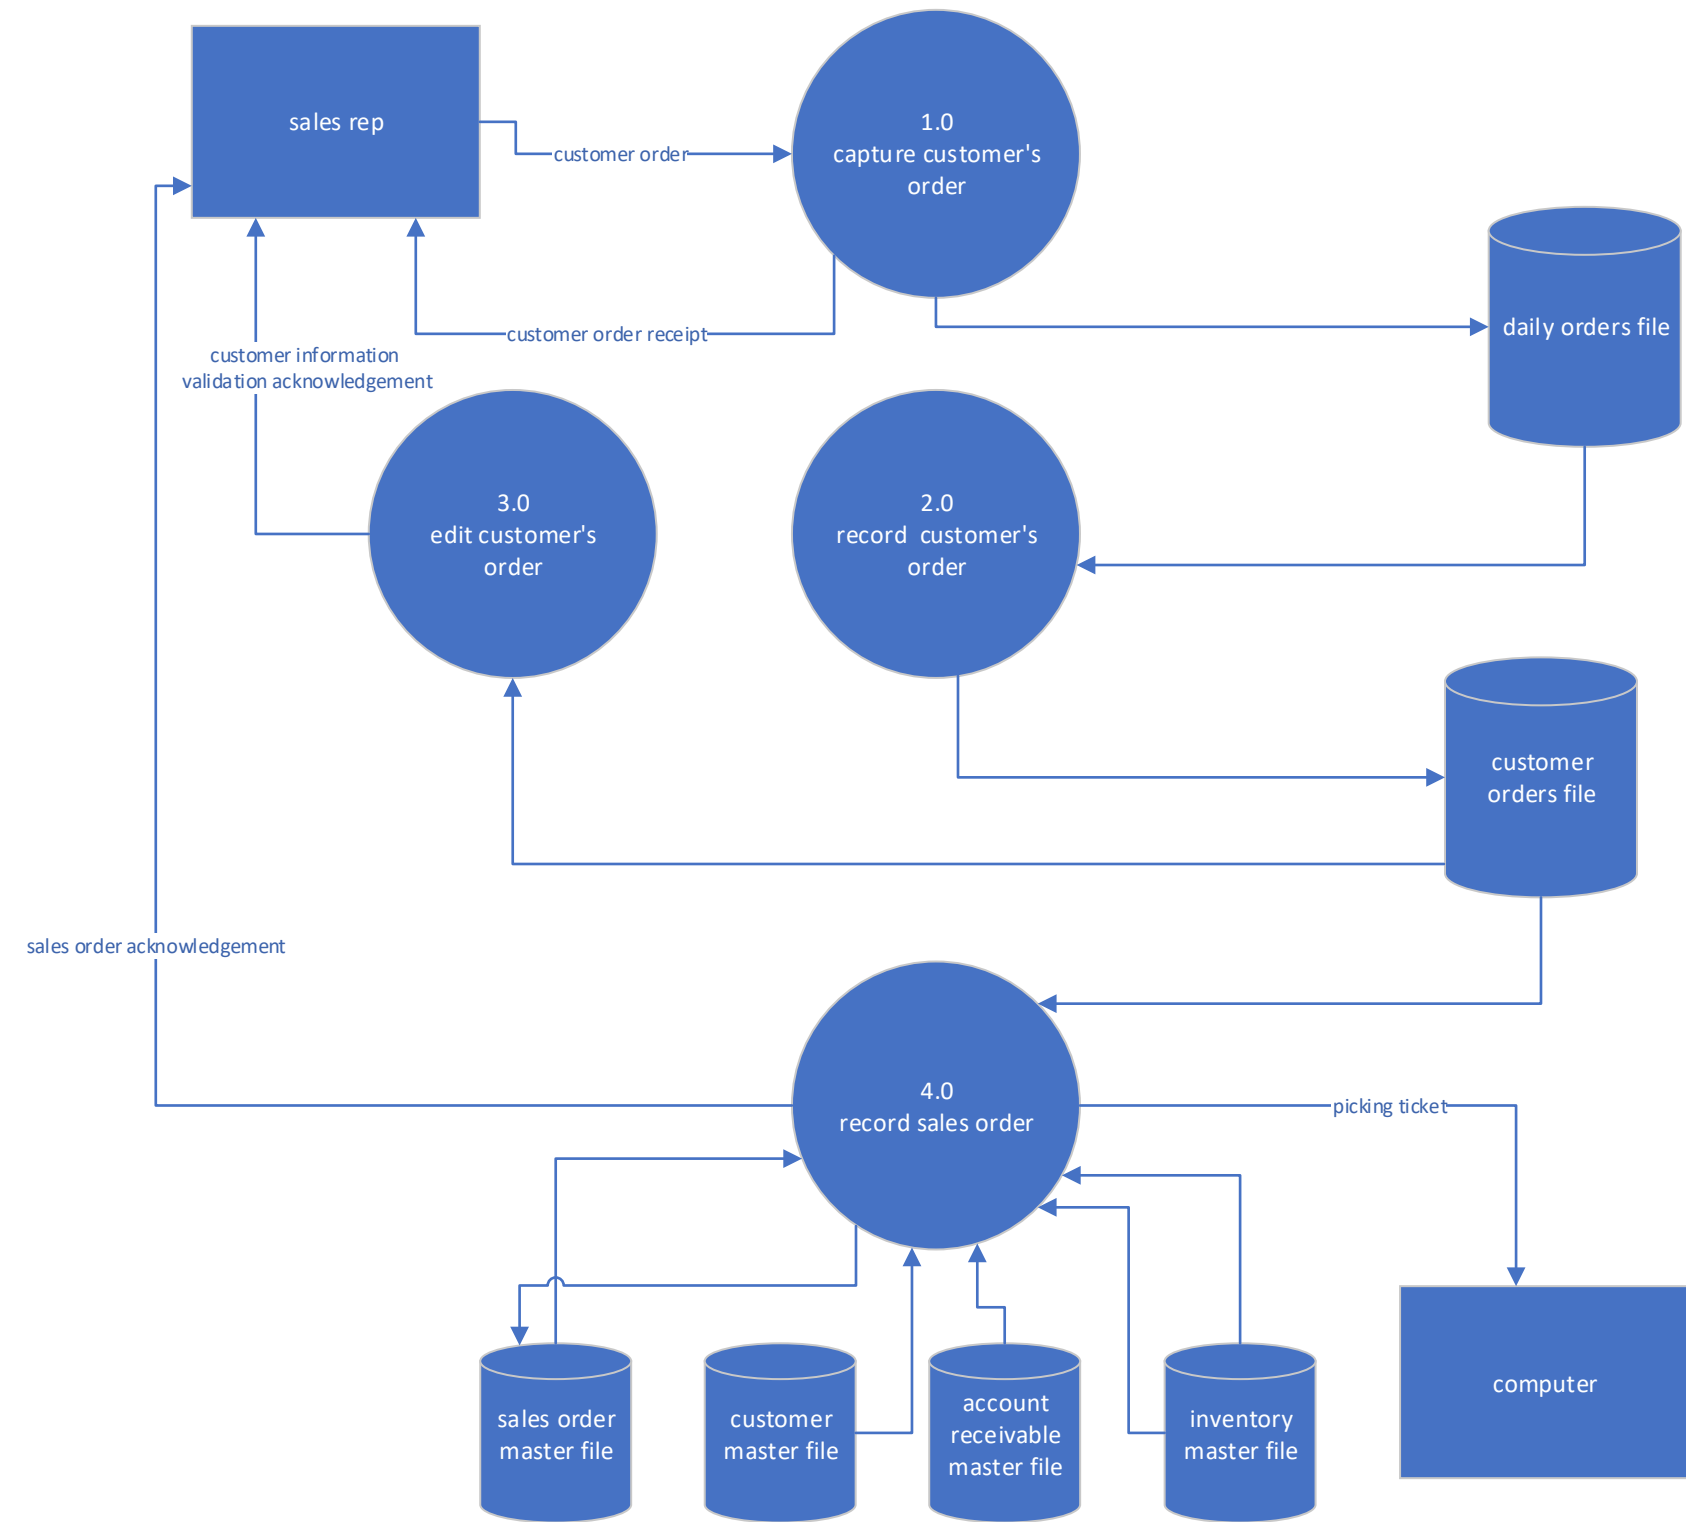 sales rep
customer order
1.0
capture customer's
order
daily orders file
customer order receipt
customer information
validation acknowledgement
3.0
edit customer's
order
2.0
record customer's
order
customer
orders file
sales order acknowledgement
4.0
record sales order
picking ticket
sales order
master file
customer
master file
account
receivable
master file
inventory
master file
computer